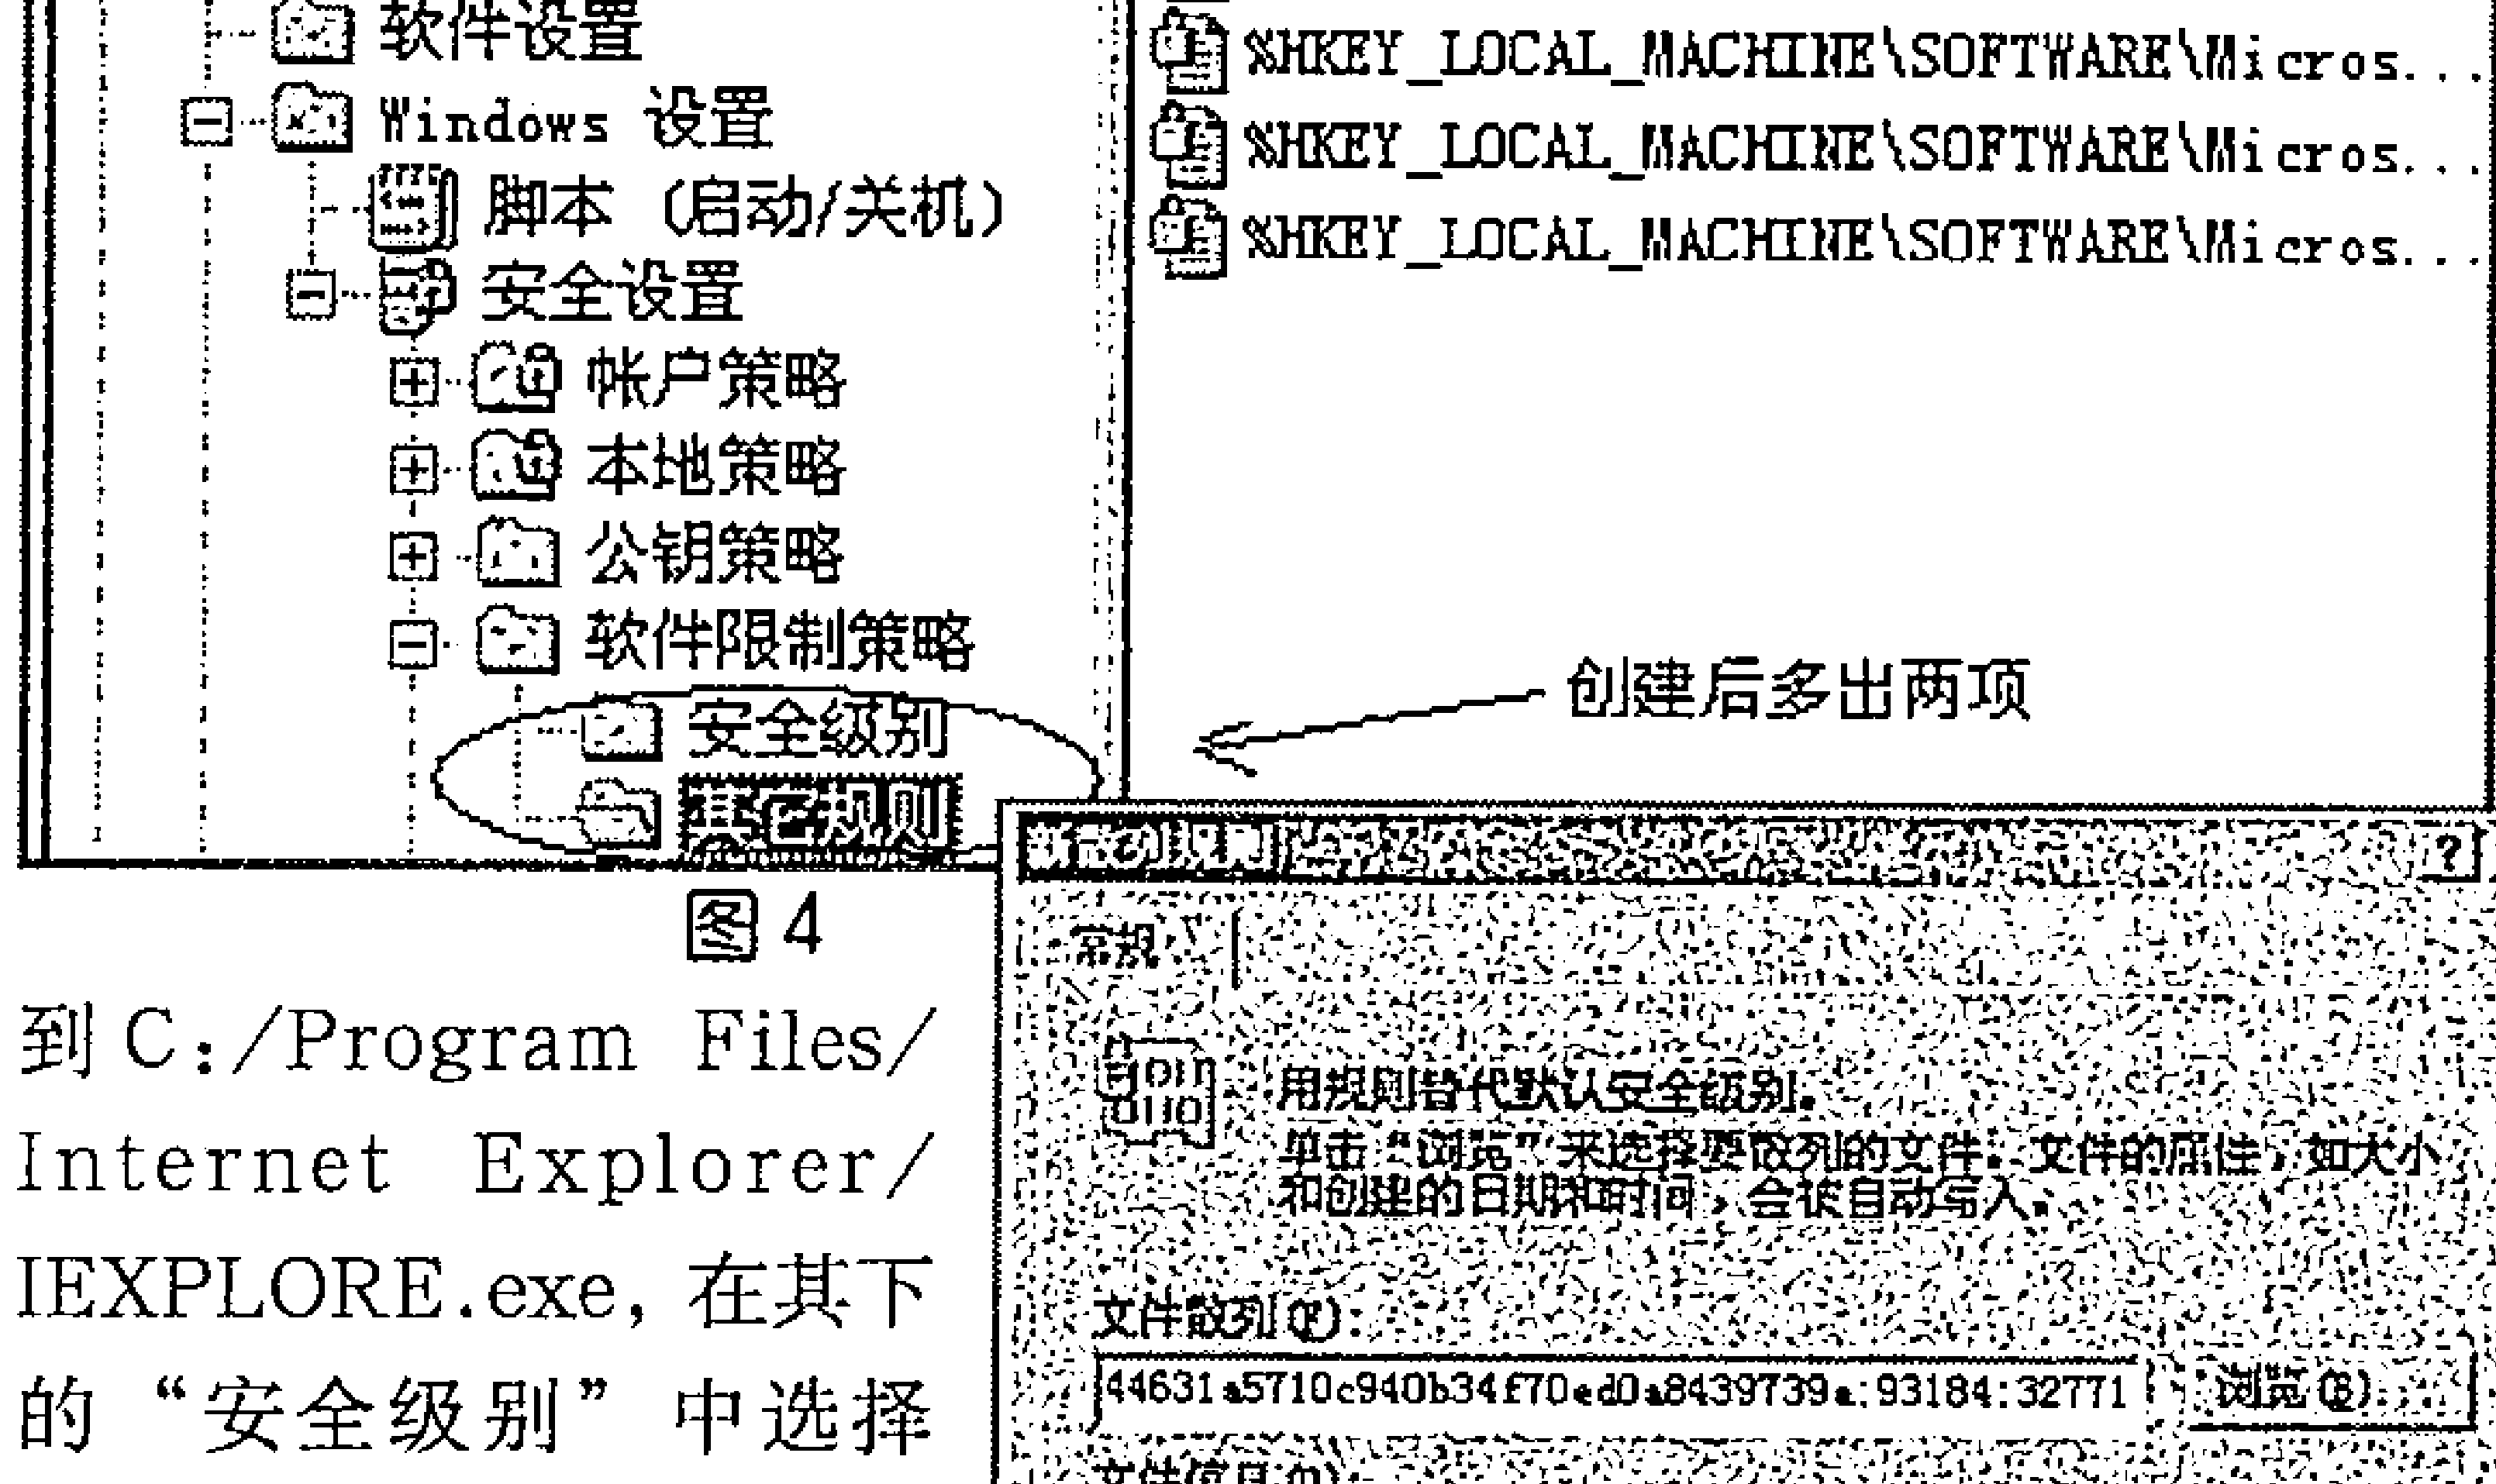 软件设置
Windows 设置
脚本 (启动/关机)
安全设置
帐户策略
本地策略
公钥策略
软件限制策略
安全级别
其它规则
%HKEY_LOCAL_MACHINE\SOFTWARE\Micros...
%HKEY_LOCAL_MACHINE\SOFTWARE\Micros...
%HKEY_LOCAL_MACHINE\SOFTWARE\Micros...
创建后多出两项
图 4
到 C:/Program Files/
Internet Explorer/
IEXPLORE.exe, 在其下
的 “安全级别” 中选择
规则
?
常规
用规则替代默认安全级别。
单击 “浏览” 来选择要散列的文件。文件的属性，如大小
和创建的日期和时间，会被自动写入。
文件散列(F):
44631a5710c940b34f70ed0a8439739a:93184:32771
浏览(B)...
文件信息(I):